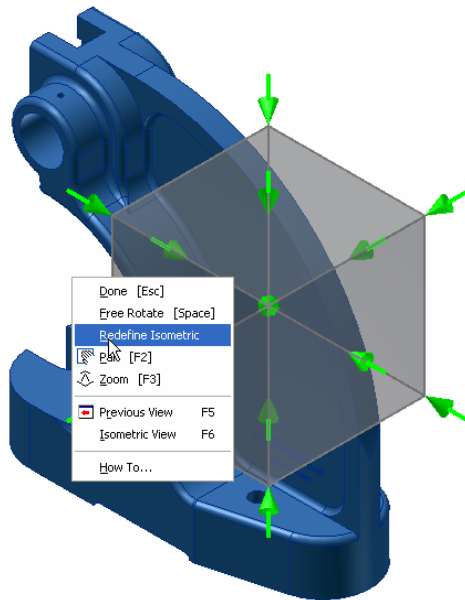 Done [Esc]
Free Rotate [Space]
Redefine Isometric
Pan [F2]
Zoom [F3]
Previous View F5
Isometric View F6
How To...